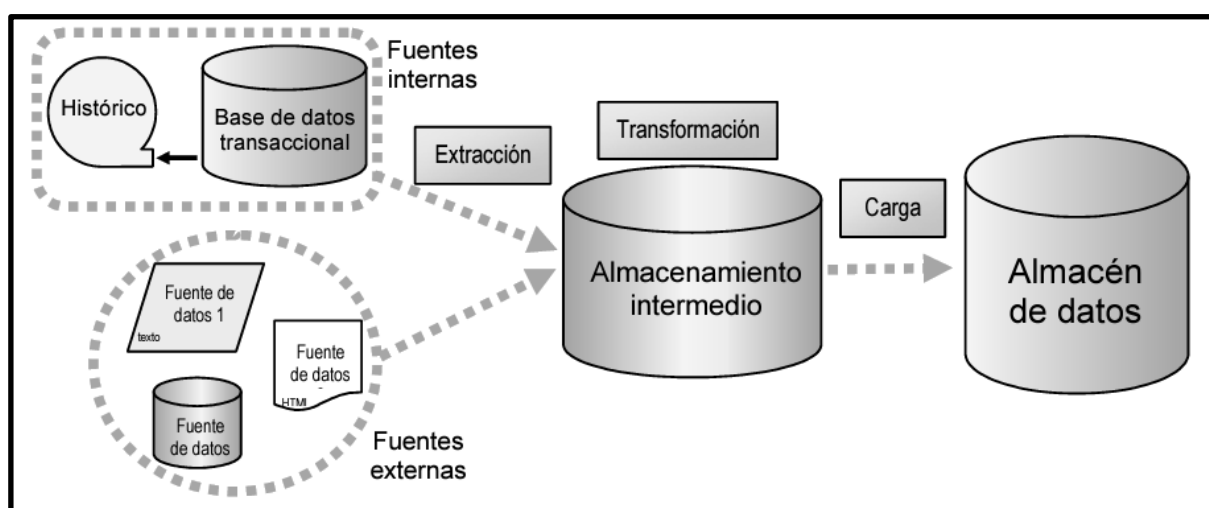 Fuentes
internas
Histórico
Base de datos
transaccional
Extracción
Transformación
Carga
Almacenamiento
intermedio
Almacén
de datos
Fuente de
datos 1
texto
Fuente
de datos
HTML
Fuente
de datos
Fuentes
externas